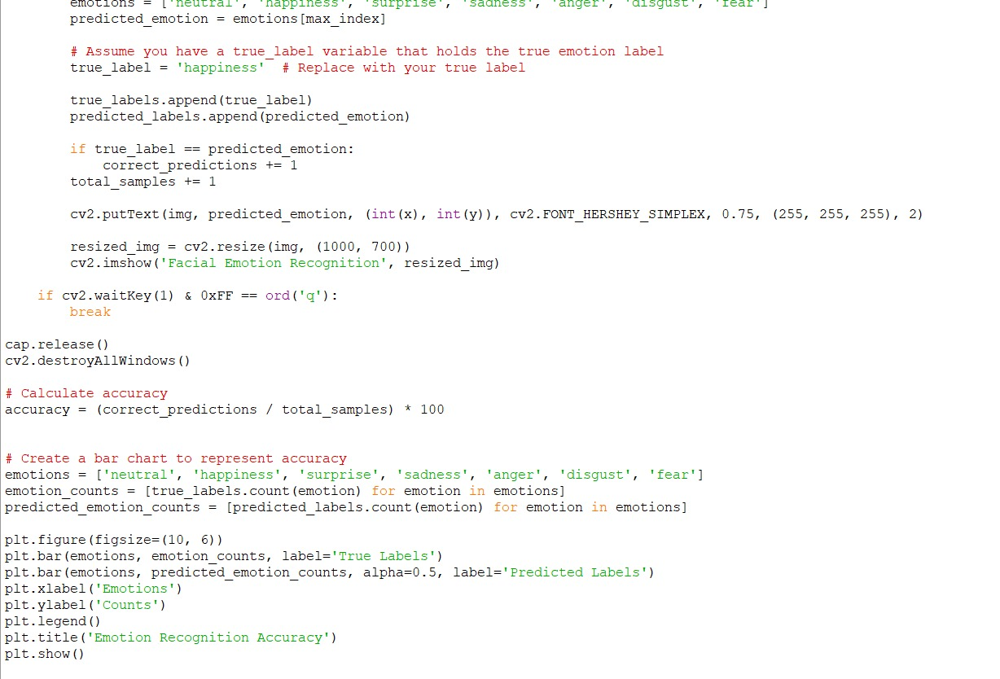 emotions = ['neutral', 'happiness', 'surprise', 'sadness', 'anger', 'disgust', 'fear']
predicted_emotion = emotions[max_index]
# Assume you have a true_label variable that holds the true emotion label
true_label = 'happiness'  # Replace with your true label
true_labels.append(true_label)
predicted_labels.append(predicted_emotion)
if true_label == predicted_emotion:
correct_predictions += 1
total_samples += 1
cv2.putText(img, predicted_emotion, (int(x), int(y)), cv2.FONT_HERSHEY_SIMPLEX, 0.75, (255, 255, 255), 2)
resized_img = cv2.resize(img, (1000, 700))
cv2.imshow('Facial Emotion Recognition', resized_img)
if cv2.waitKey(1) & 0xFF == ord('q'):
break
cap.release()
cv2.destroyAllWindows()
# Calculate accuracy
accuracy = (correct_predictions / total_samples) * 100
# Create a bar chart to represent accuracy
emotions = ['neutral', 'happiness', 'surprise', 'sadness', 'anger', 'disgust', 'fear']
emotion_counts = [true_labels.count(emotion) for emotion in emotions]
predicted_emotion_counts = [predicted_labels.count(emotion) for emotion in emotions]
plt.figure(figsize=(10, 6))
plt.bar(emotions, emotion_counts, label='True Labels')
plt.bar(emotions, predicted_emotion_counts, alpha=0.5, label='Predicted Labels')
plt.xlabel('Emotions')
plt.ylabel('Counts')
plt.legend()
plt.title('Emotion Recognition Accuracy')
plt.show()